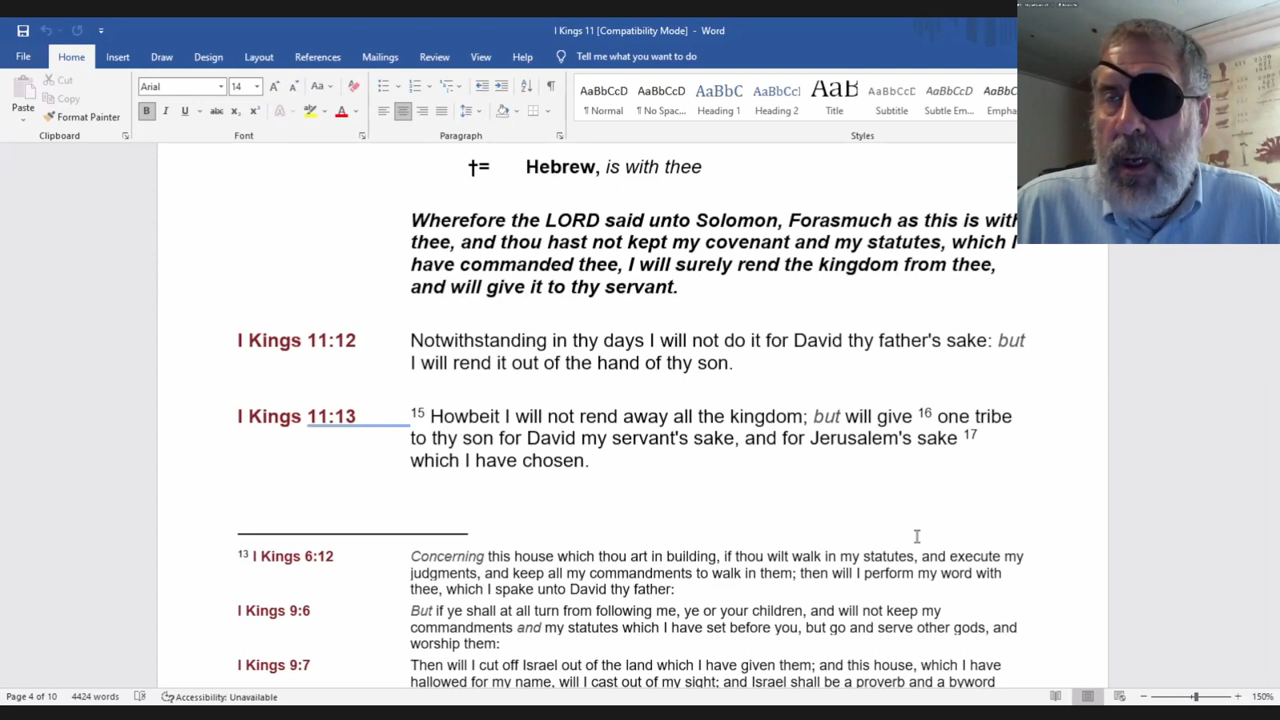 I Kings 11 [Compatibility Mode] - Word
File Home Insert Draw Design Layout References Mailings Review View Help Tell me what you want to do
Paste
Cut
Copy
Format Painter
Arial 14
AaBbCcD AaBbCcD AaBbC AaBbCc AaB AaBbCcD AaBbCcD AaBbC
¶ Normal ¶ No Spac... Heading 1 Heading 2 Title Subtitle Subtle Em... Empha
Clipboard Font Paragraph Styles
†= Hebrew, is with thee
Wherefore the LORD said unto Solomon, Forasmuch as this is with
thee, and thou hast not kept my covenant and my statutes, which I
have commanded thee, I will surely rend the kingdom from thee,
and will give it to thy servant.
I Kings 11:12 Notwithstanding in thy days I will not do it for David thy father's sake: but
I will rend it out of the hand of thy son.
I Kings 11:13 15 Howbeit I will not rend away all the kingdom; but will give 16 one tribe
to thy son for David my servant's sake, and for Jerusalem's sake 17
which I have chosen.
13 I Kings 6:12 Concerning this house which thou art in building, if thou wilt walk in my statutes, and execute my
judgments, and keep all my commandments to walk in them; then will I perform my word with
thee, which I spake unto David thy father:
I Kings 9:6 But if ye shall at all turn from following me, ye or your children, and will not keep my
commandments and my statutes which I have set before you, but go and serve other gods, and
worship them:
I Kings 9:7 Then will I cut off Israel out of the land which I have given them; and this house, which I have
hallowed for my name, will I cast out of my sight; and Israel shall be a proverb and a byword
Page 4 of 10 4424 words Accessibility: Unavailable 150%